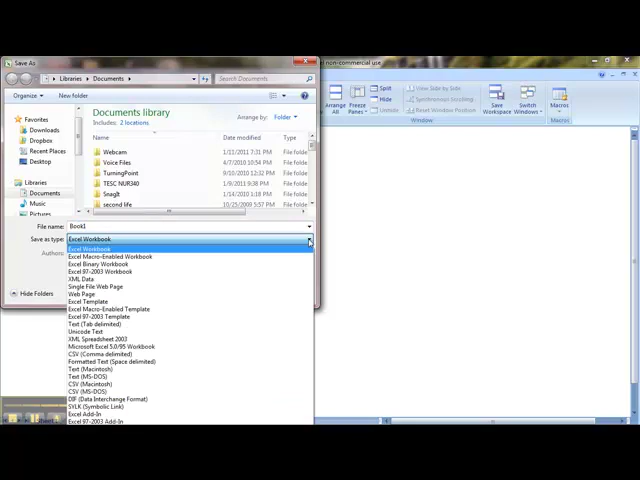 Save As
el non-commercial use
Libraries
Documents
Search Documents
Organize
New folder
Split
Hide
View Side by Side
Synchronous Scrolling
Unhide
Reset Window Position
Arrange All
Freeze Panes
Save Workspace
Switch Windows
Macros
Window
Macros
Favorites
Downloads
Dropbox
Recent Places
Desktop
Libraries
Documents
Music
Pictures
Documents library
Includes: 2 locations
Arrange by: Folder
Name
Date modified
Type
Webcam 1/11/2011 7:31 PM File folde
Voice Files 4/7/2010 10:54 PM File folde
TurningPoint 4/7/2010 10:34 PM File folde
TESC NUR340 1/9/2011 9:38 PM File folde
SnagIt 1/14/2010 1:18 PM File folde
second life 10/25/2009 5:57 PM File folde
File name: Book1
Save as type: Excel Workbook
Authors:
Hide Folders
Excel Workbook
Excel Macro-Enabled Workbook
Excel Binary Workbook
Excel 97-2003 Workbook
XML Data
Single File Web Page
Web Page
Excel Template
Excel Macro-Enabled Template
Excel 97-2003 Template
Text (Tab delimited)
Unicode Text
XML Spreadsheet 2003
Microsoft Excel 5.0/95 Workbook
CSV (Comma delimited)
Formatted Text (Space delimited)
Text (Macintosh)
Text (MS-DOS)
CSV (Macintosh)
CSV (MS-DOS)
DIF (Data Interchange Format)
SYLK (Symbolic Link)
Excel Add-In
Excel 97-2003 Add-In